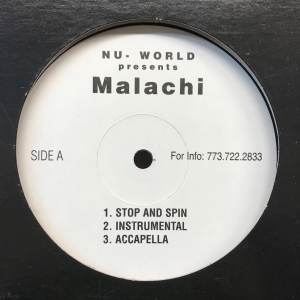 NU- WORLD
presents
Malachi
SIDE A
For Info: 773.722.2833
1. STOP AND SPIN
2. INSTRUMENTAL
3. ACCAPELLA